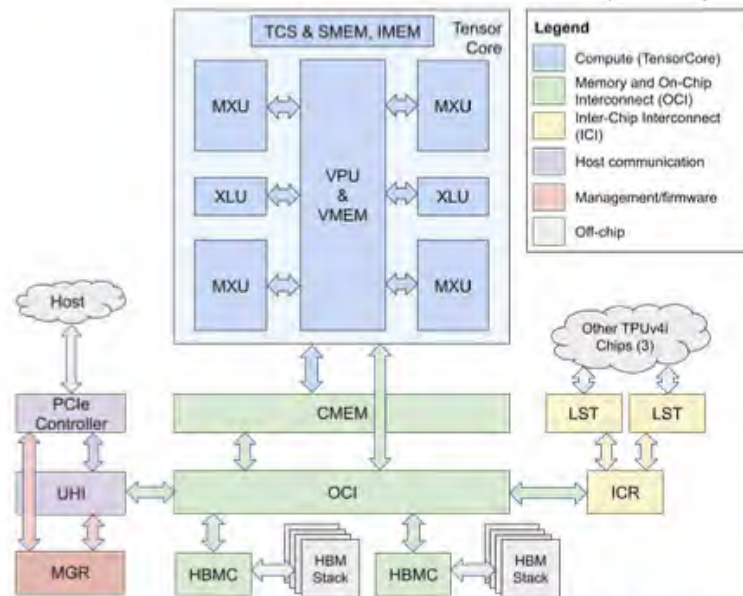 TCS & SMEM, IMEM
Tensor
Core
MXU
MXU
XLU
VPU
&
VMEM
XLU
MXU
MXU
Legend
Compute (TensorCore)
Memory and On-Chip
Interconnect (OCI)
Inter-Chip Interconnect
(ICI)
Host communication
Management/firmware
Off-chip
Host
Other TPUv4i
Chips (3)
PCIe
Controller
CMEM
LST
LST
UHI
OCI
ICR
MGR
HBMC
HBM
Stack
HBMC
HBM
Stack